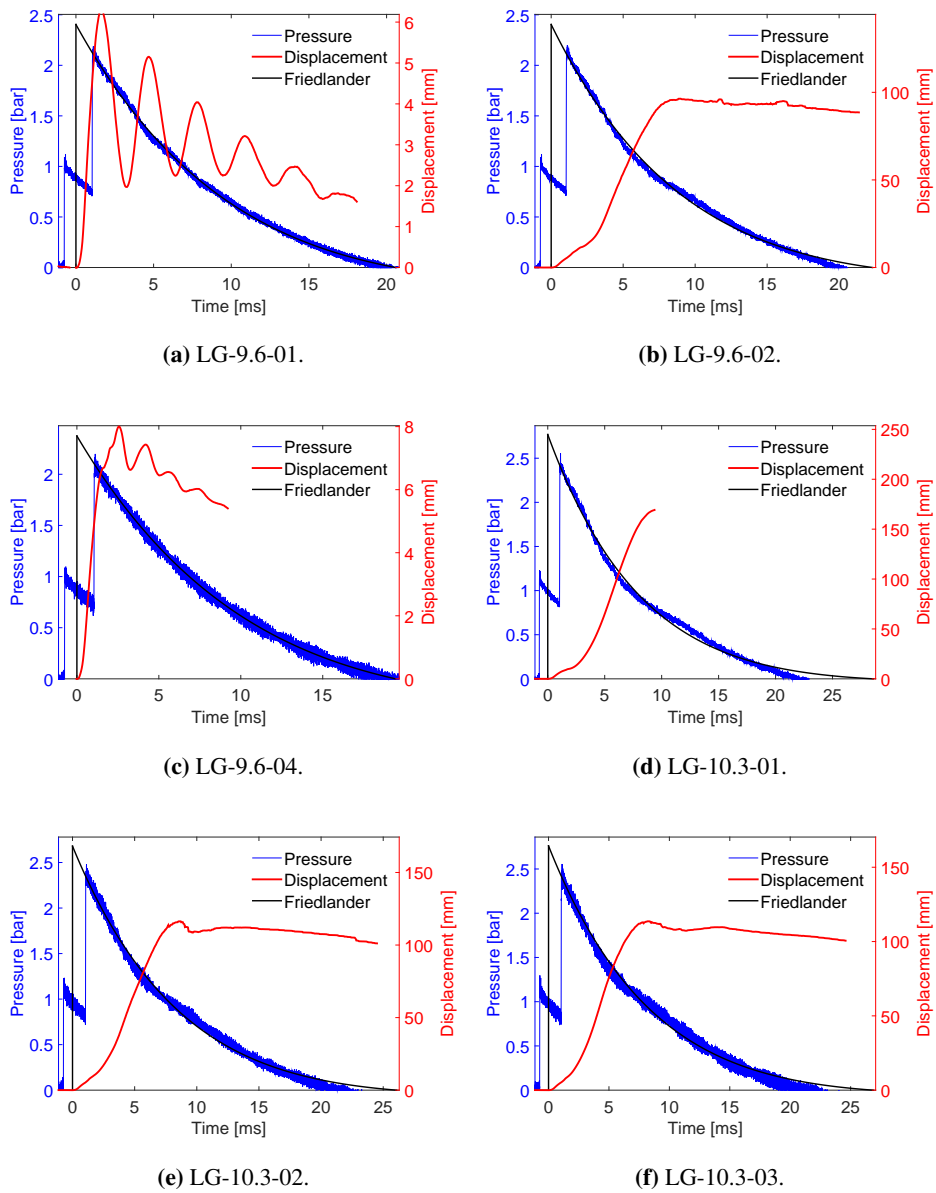 2.5
2
1.5
1
0.5
0
Pressure [bar]
0 5 10 15 20
Time [ms]
6
5
4
3
2
1
0
Displacement [mm]
Pressure
Displacement
Friedlander
(a) LG-9.6-01.
2.5
2
1.5
1
0.5
0
Pressure [bar]
0 5 10 15 20
Time [ms]
100
50
0
Displacement [mm]
Pressure
Displacement
Friedlander
(b) LG-9.6-02.
2
1.5
1
0.5
0
Pressure [bar]
0 5 10 15
Time [ms]
8
6
4
2
0
Displacement [mm]
Pressure
Displacement
Friedlander
(c) LG-9.6-04.
2.5
2
1.5
1
0.5
0
Pressure [bar]
0 5 10 15 20 25
Time [ms]
250
200
150
100
50
0
Displacement [mm]
Pressure
Displacement
Friedlander
(d) LG-10.3-01.
2.5
2
1.5
1
0.5
0
Pressure [bar]
0 5 10 15 20 25
Time [ms]
150
100
50
0
Displacement [mm]
Pressure
Displacement
Friedlander
(e) LG-10.3-02.
2.5
2
1.5
1
0.5
0
Pressure [bar]
0 5 10 15 20 25
Time [ms]
150
100
50
0
Displacement [mm]
Pressure
Displacement
Friedlander
(f) LG-10.3-03.